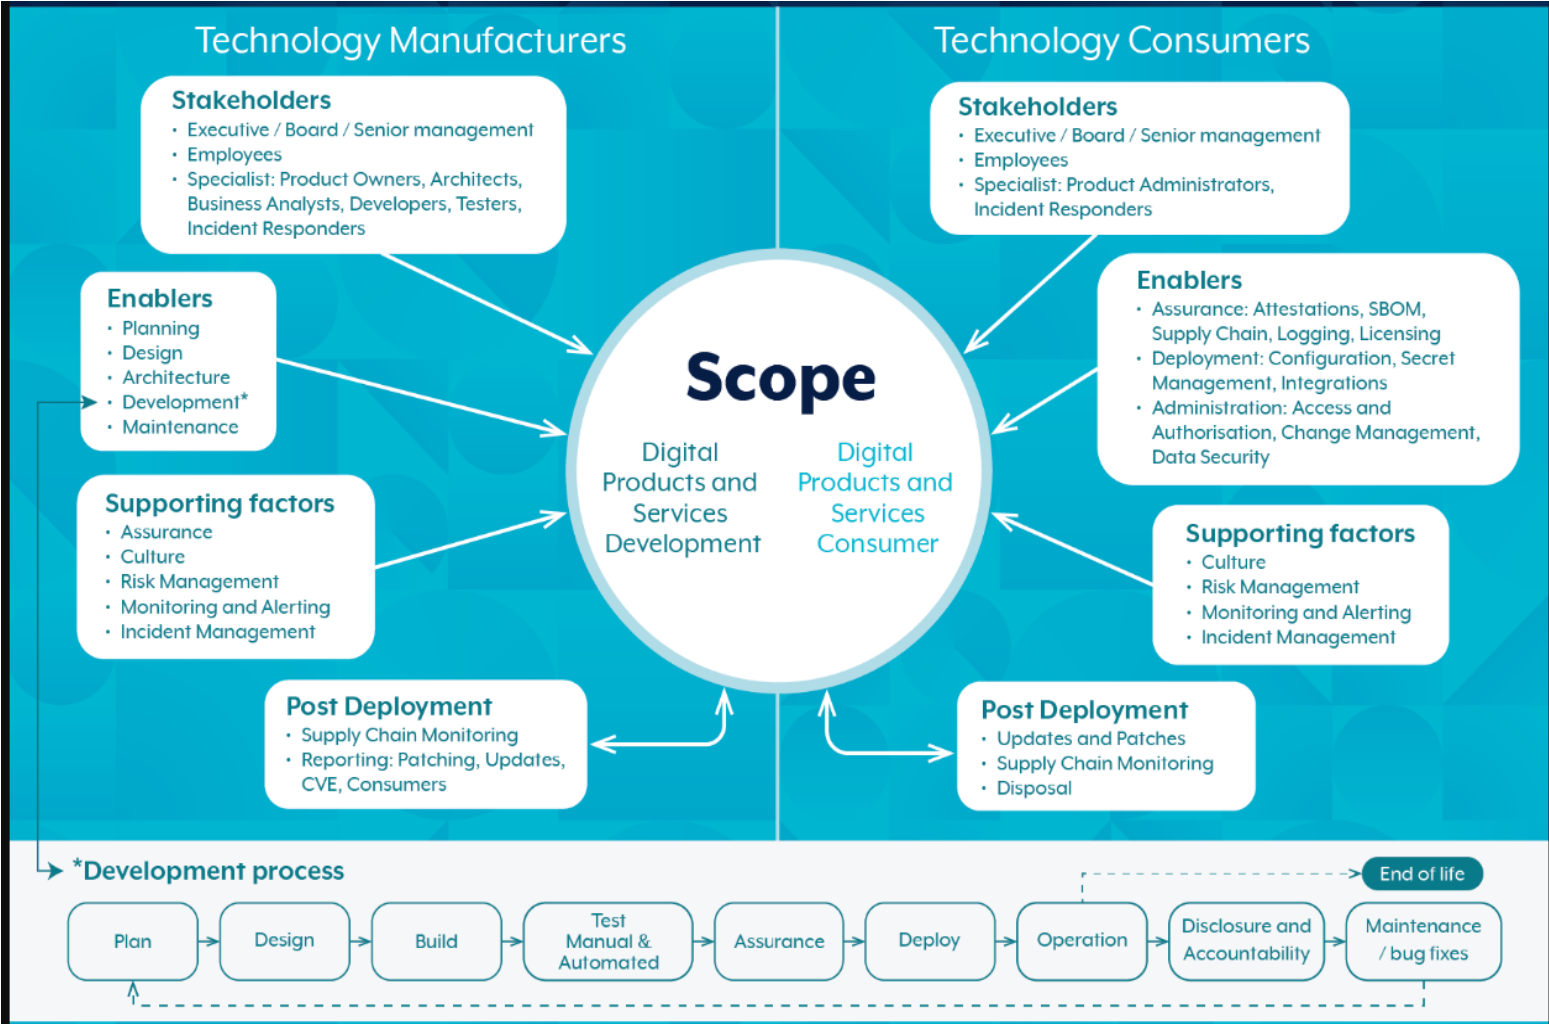 Technology Manufacturers
Stakeholders
• Executive / Board / Senior management
• Employees
• Specialist: Product Owners, Architects,
Business Analysts, Developers, Testers,
Incident Responders
Enablers
• Planning
• Design
• Architecture
• Development*
• Maintenance
Supporting factors
• Assurance
• Culture
• Risk Management
• Monitoring and Alerting
• Incident Management
Post Deployment
• Supply Chain Monitoring
• Reporting: Patching, Updates,
CVE, Consumers
Scope
Digital
Products and
Services
Development
Digital
Products and
Services
Consumer
Technology Consumers
Stakeholders
• Executive / Board / Senior management
• Employees
• Specialist: Product Administrators,
Incident Responders
Enablers
• Assurance: Attestations, SBOM,
Supply Chain, Logging, Licensing
• Deployment: Configuration, Secret
Management, Integrations
• Administration: Access and
Authorisation, Change Management,
Data Security
Supporting factors
• Culture
• Risk Management
• Monitoring and Alerting
• Incident Management
Post Deployment
• Updates and Patches
• Supply Chain Monitoring
• Disposal
*Development process
Plan
Design
Build
Test
Manual &
Automated
Assurance
Deploy
Operation
Disclosure and
Accountability
Maintenance
/ bug fixes
End of life